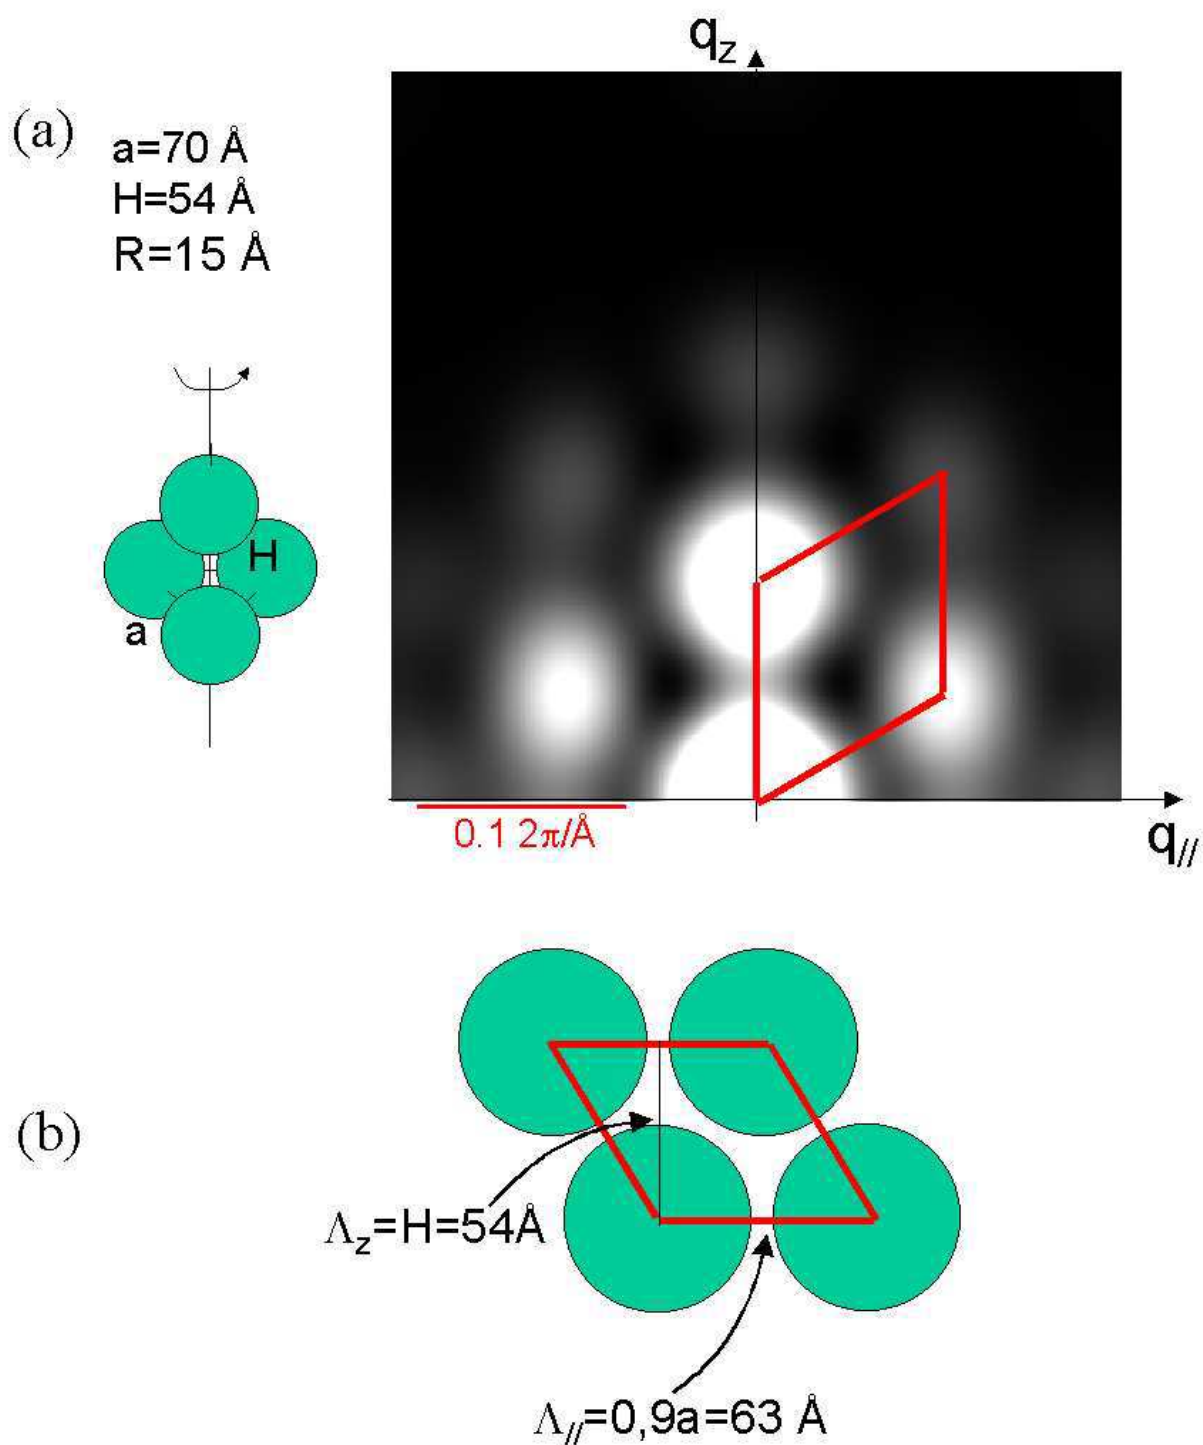 q_z
(a)
a=70 Å
H=54 Å
R=15 Å
H
a
0.1 2π/Å
q_//
(b)
Λ_z=H=54Å
Λ_//=0,9a=63 Å